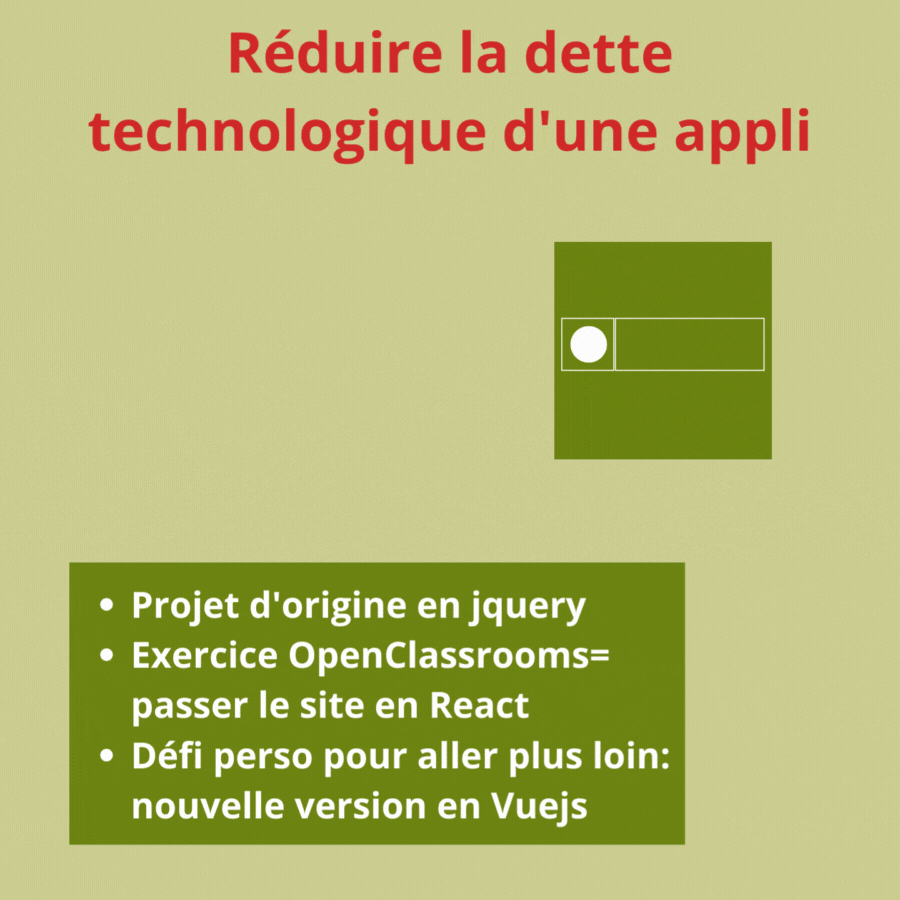 Réduire la dette
technologique d'une appli
• Projet d'origine en jquery
• Exercice OpenClassrooms=
passer le site en React
• Défi perso pour aller plus loin:
nouvelle version en Vuejs